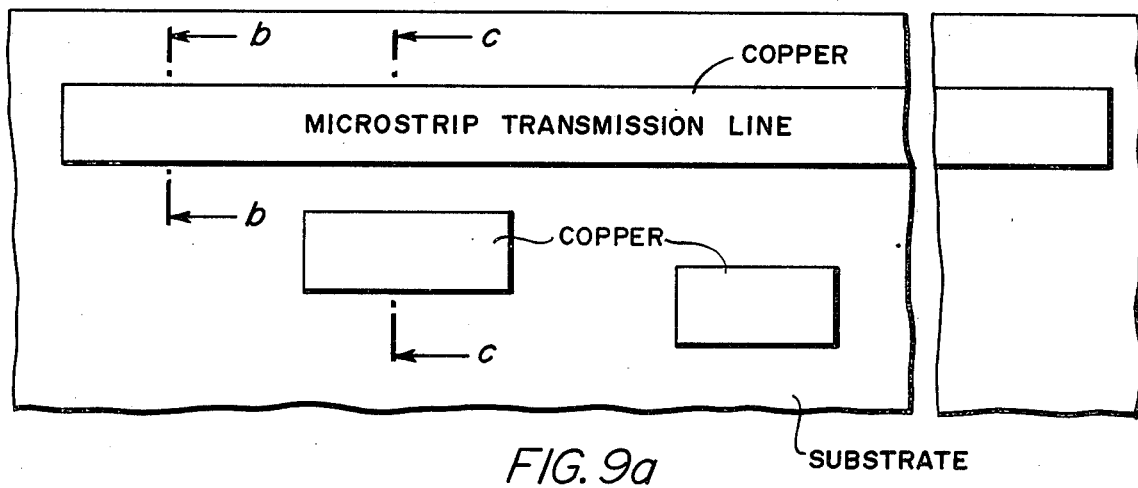 b
c
COPPER
MICROSTRIP TRANSMISSION LINE
b
COPPER
c
FIG. 9a
SUBSTRATE